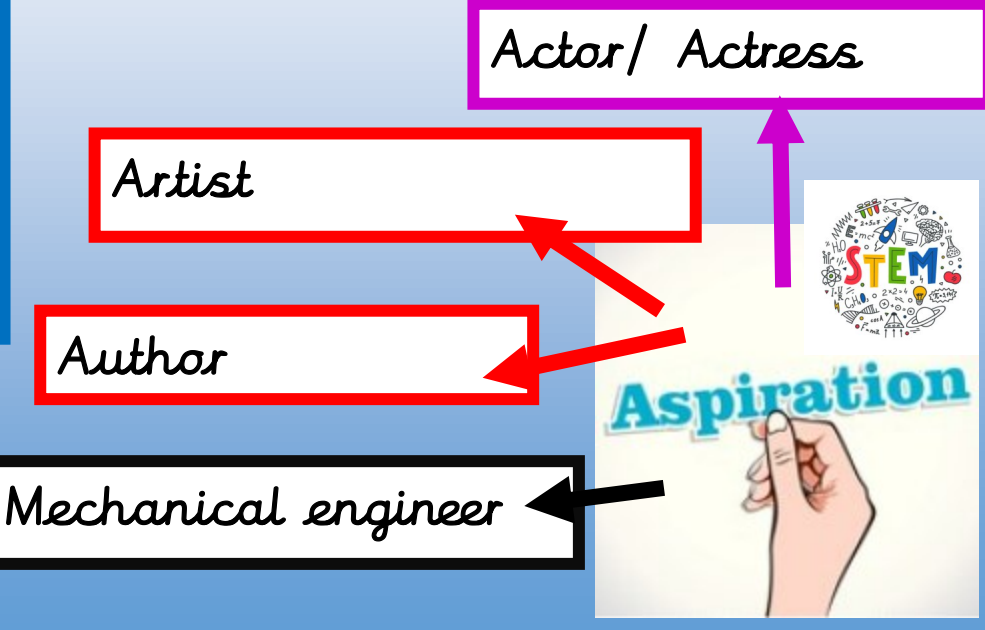 Actor/ Actress
Artist
STEM
Author
Aspiration
Mechanical engineer